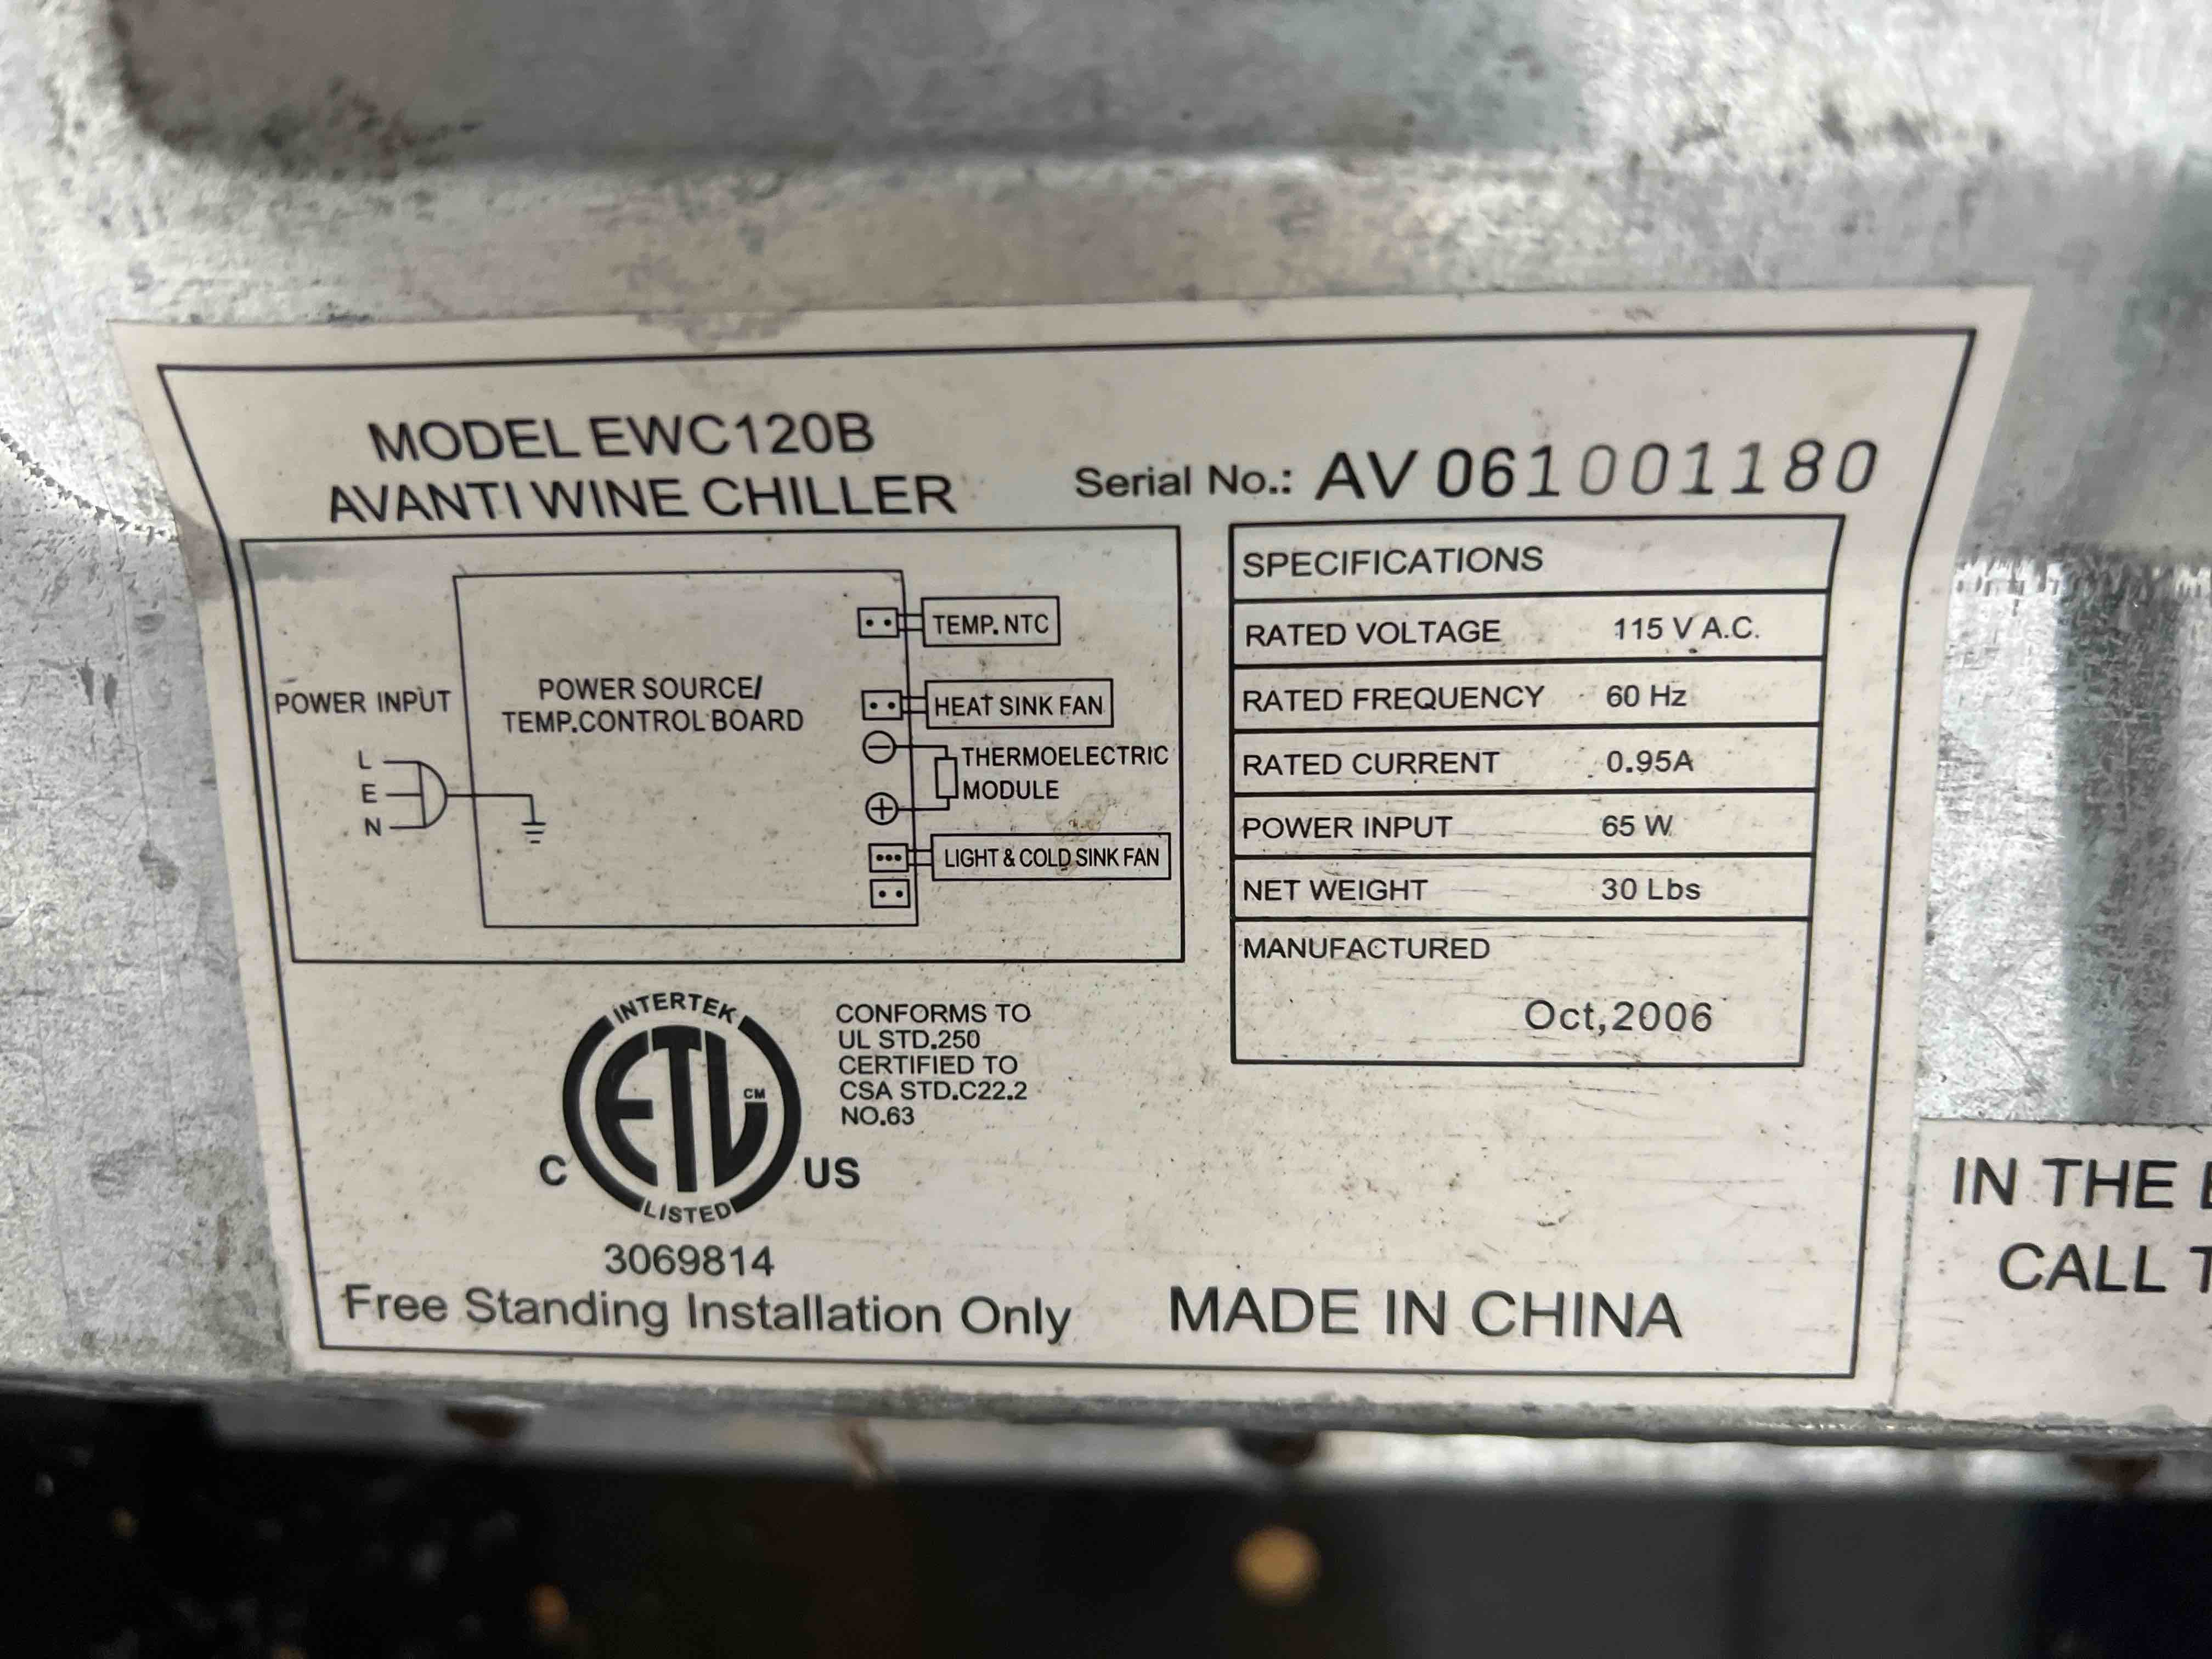 MODEL EWC120B
AVANTI WINE CHILLER
Serial No.: AV 061001180
POWER INPUT
L
E
N
POWER SOURCE/
TEMP.CONTROL BOARD
TEMP. NTC
HEAT SINK FAN
THERMOELECTRIC
MODULE
LIGHT & COLD SINK FAN
SPECIFICATIONS
RATED VOLTAGE 115 V A.C.
RATED FREQUENCY 60 Hz
RATED CURRENT 0.95A
POWER INPUT 65 W
NET WEIGHT 30 Lbs
MANUFACTURED
Oct,2006
INTERTEK
ETL CM
LISTED
C US
3069814
CONFORMS TO
UL STD.250
CERTIFIED TO
CSA STD.C22.2
NO.63
Free Standing Installation Only
MADE IN CHINA
IN THE
CALL